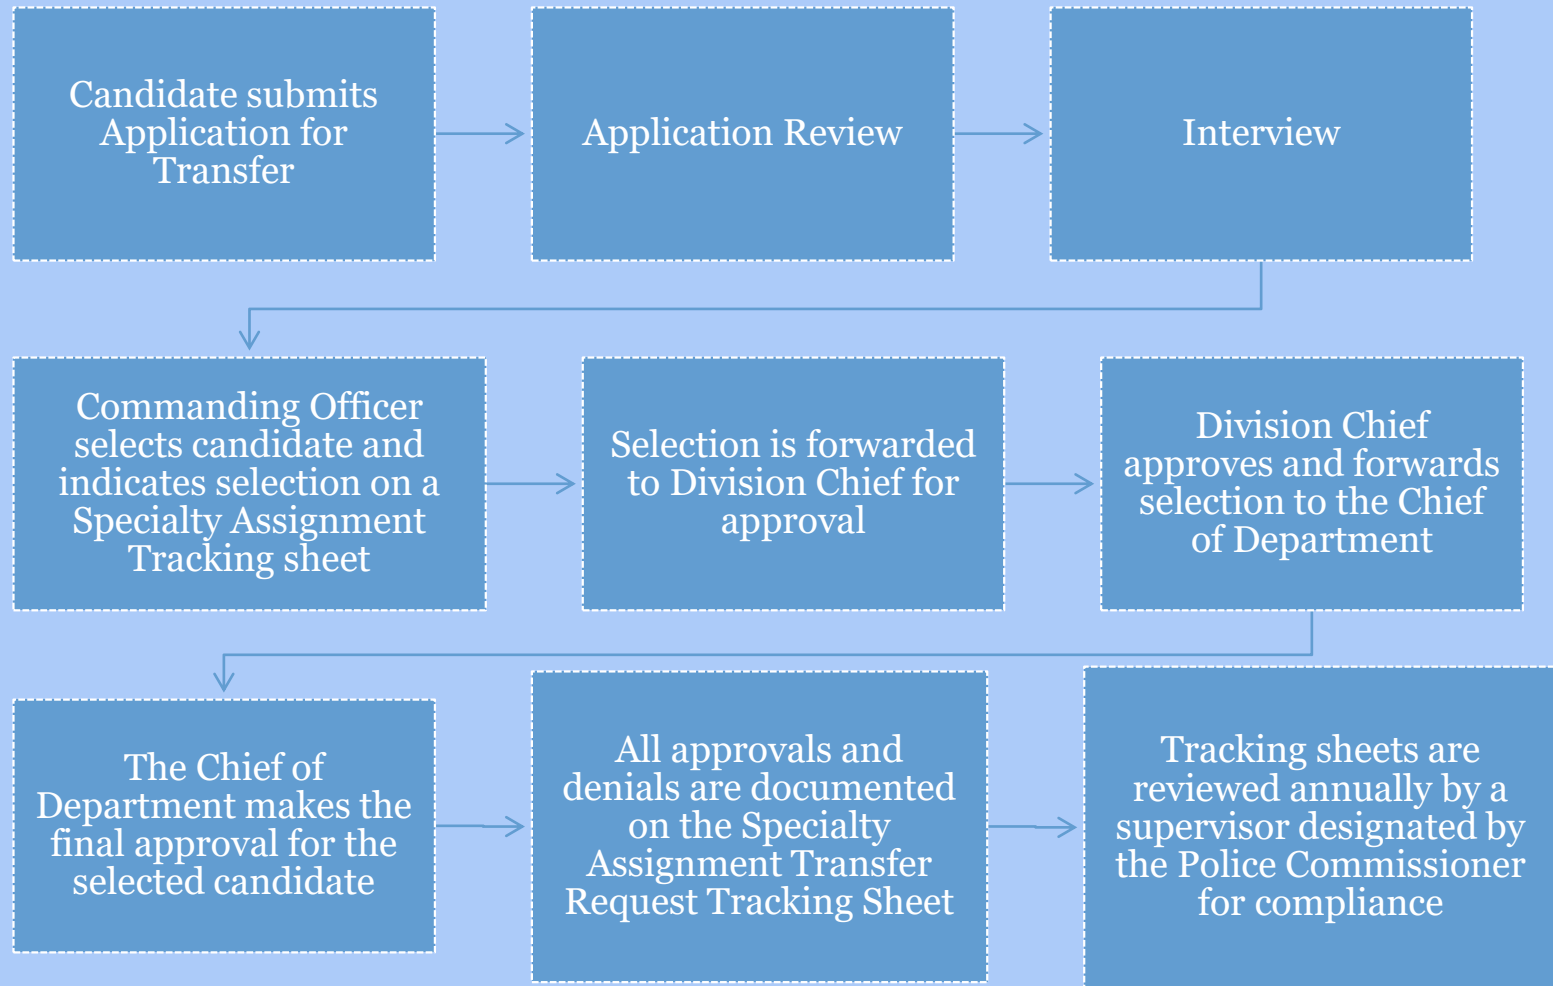 Candidate submits
Application for
Transfer
Application Review
Interview
Commanding Officer
selects candidate and
indicates selection on a
Specialty Assignment
Tracking sheet
Selection is forwarded
to Division Chief for
approval
Division Chief
approves and forwards
selection to the Chief
of Department
The Chief of
Department makes the
final approval for the
selected candidate
All approvals and
denials are documented
on the Specialty
Assignment Transfer
Request Tracking Sheet
Tracking sheets are
reviewed annually by a
supervisor designated by
the Police Commissioner
for compliance